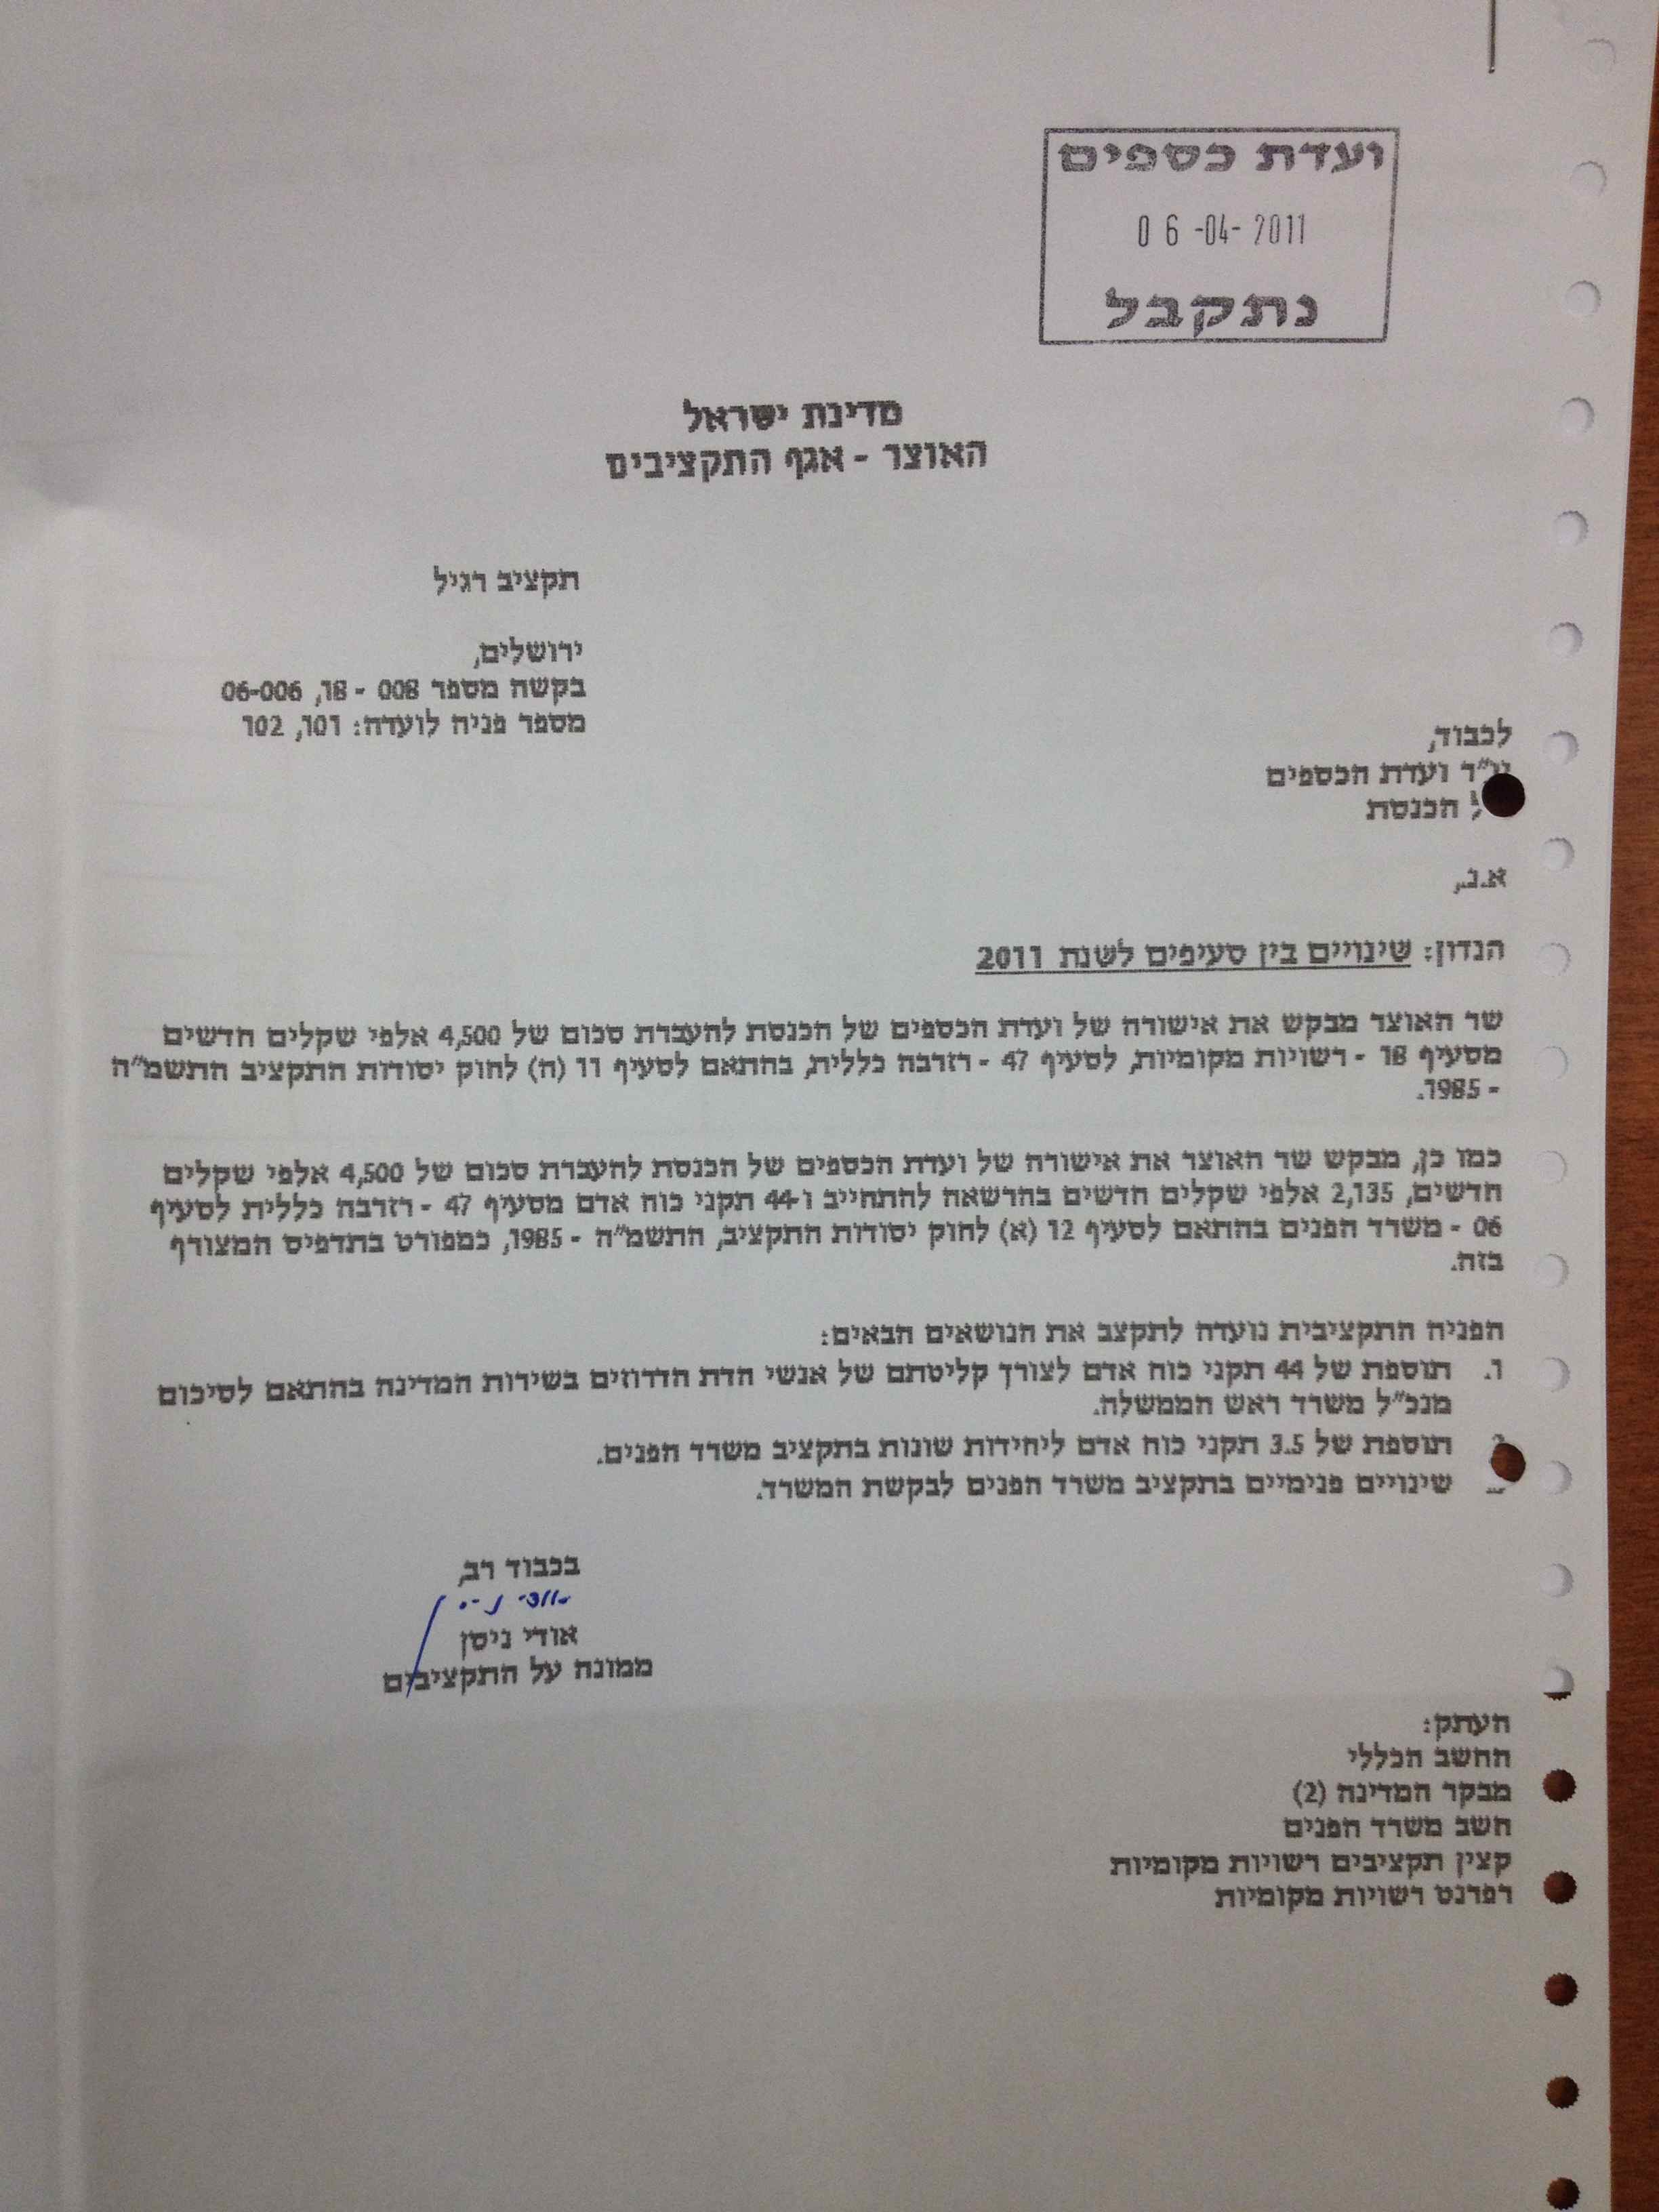 ועדת כספים
06-04-2011
נתקבל
מדינת ישראל
האוצר - אגף התקציבים
תקציב רגיל
ירושלים,
בקשה מספר 008 - 18, 06-006
מספר פניה לועדה: 101, 102
לכבוד,
יו"ר ועדת הכספים
הכנסת
א.נ.,
הנדון: שינויים בין סעיפים לשנת 2011
שר האוצר מבקש את אישורה של ועדת הכספים של הכנסת להעברת סכום של 4,500 אלפי שקלים חדשים
מסעיף 18 - רשויות מקומיות, לסעיף 47 - רזרבה כללית, בהתאם לסעיף 11 (ה) לחוק יסודות התקציב התשמ"ה
- 1985.
כמו כן, מבקש שר האוצר את אישורה של ועדת הכספים של הכנסת להעברת סכום של 4,500 אלפי שקלים
חדשים, 2,135 אלפי שקלים חדשים בהרשאה להתחייב ו-44 תקני כוח אדם מסעיף 47 - רזרבה כללית לסעיף
06 - משרד הפנים בהתאם לסעיף 12 (א) לחוק יסודות התקציב, התשמ"ה - 1985, כמפורט בתדפיס המצורף
בזה.
הפניה התקציבית נועדה לתקצב את הנושאים הבאים:
1. תוספת של 44 תקני כוח אדם לצורך קליטתם של אנשי הדת הדרוזים בשירות המדינה בהתאם לסיכום
מנכ"ל משרד ראש הממשלה.
תוספת של 3.5 תקני כוח אדם ליחידות שונות בתקציב משרד הפנים.
שינויים פנימיים בתקציב משרד הפנים לבקשת המשרד.
בכבוד רב,
אודי ניסן
ממונה על התקציבים
העתק:
החשב הכללי
מבקר המדינה (2)
חשב משרד הפנים
קצין תקציבים רשויות מקומיות
רפרנט רשויות מקומיות